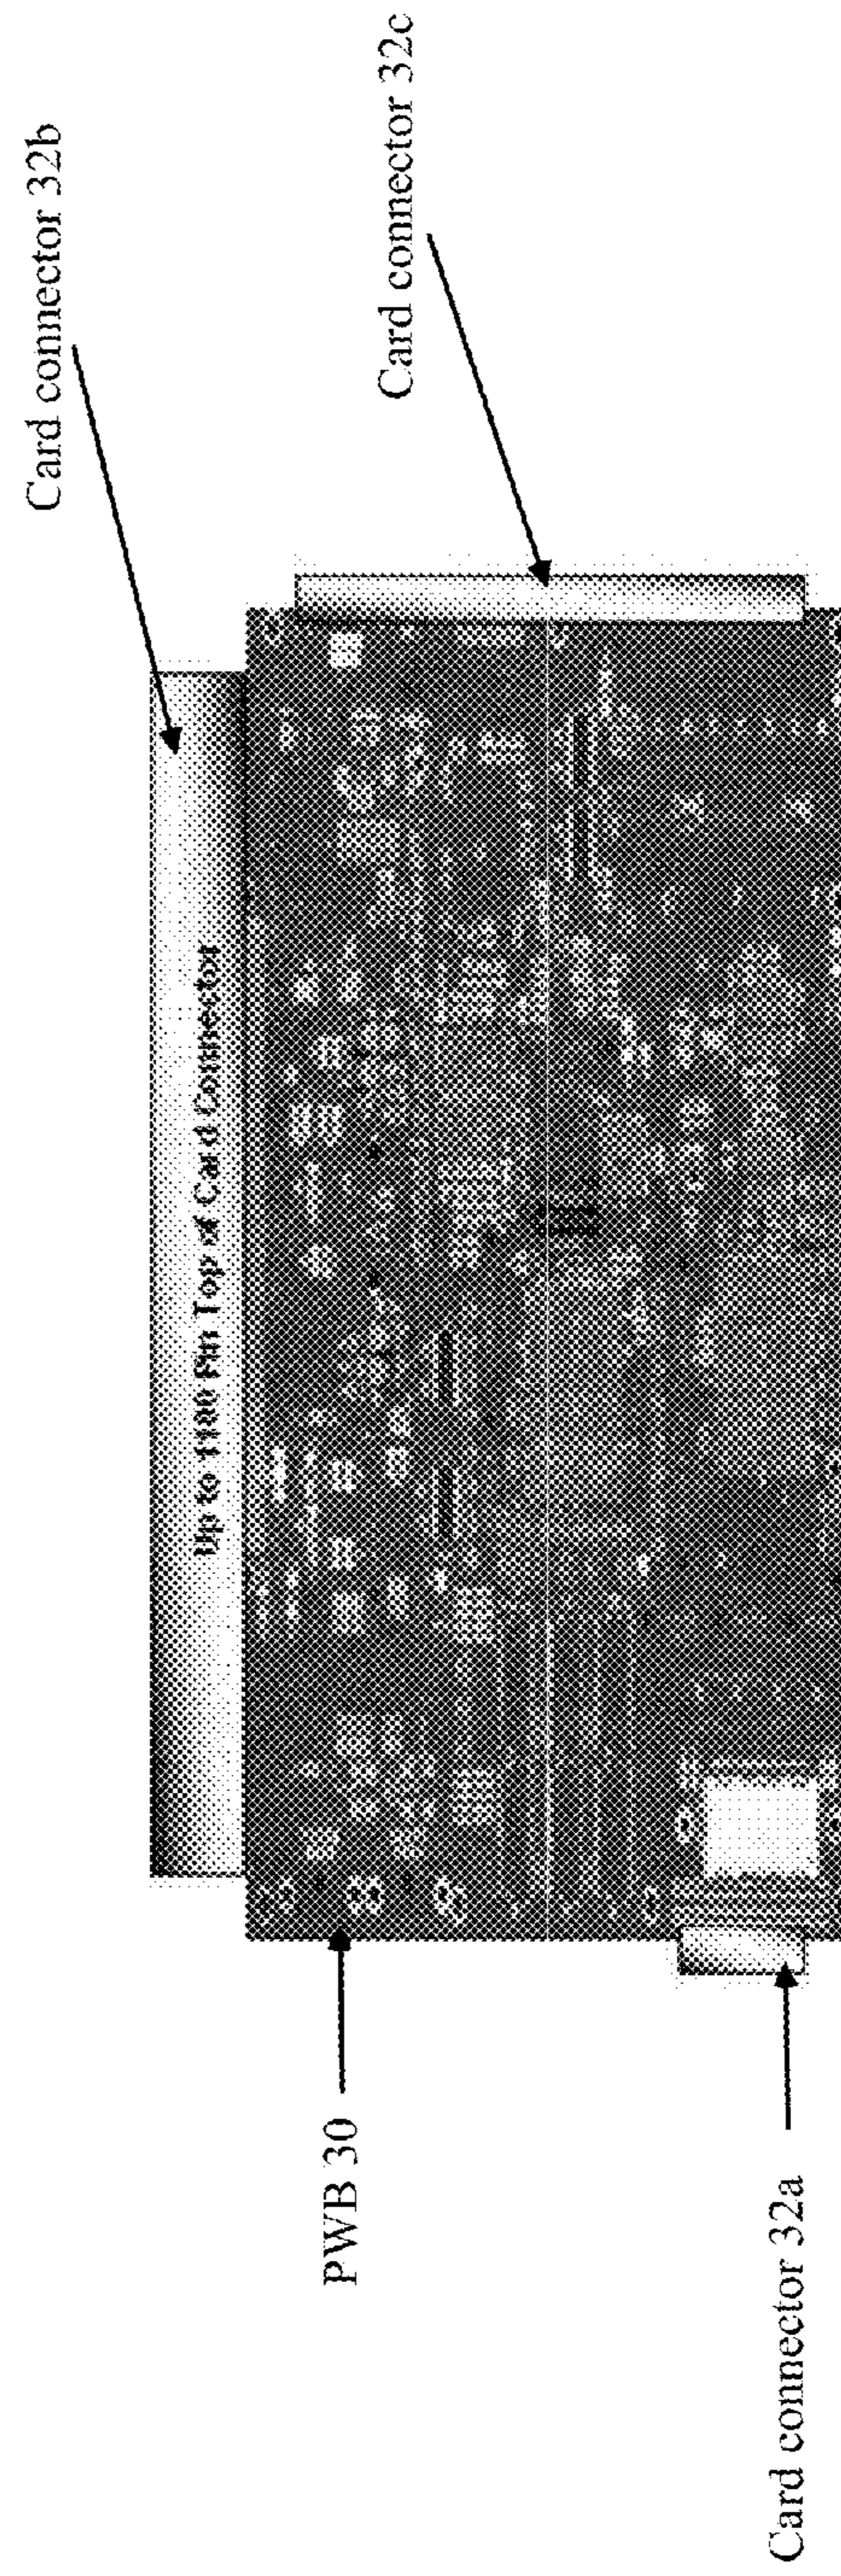 Card connector 32b
Card connector 32c
Up to 1100 Pin Top of Card Connector
PWB 30
Card connector 32a